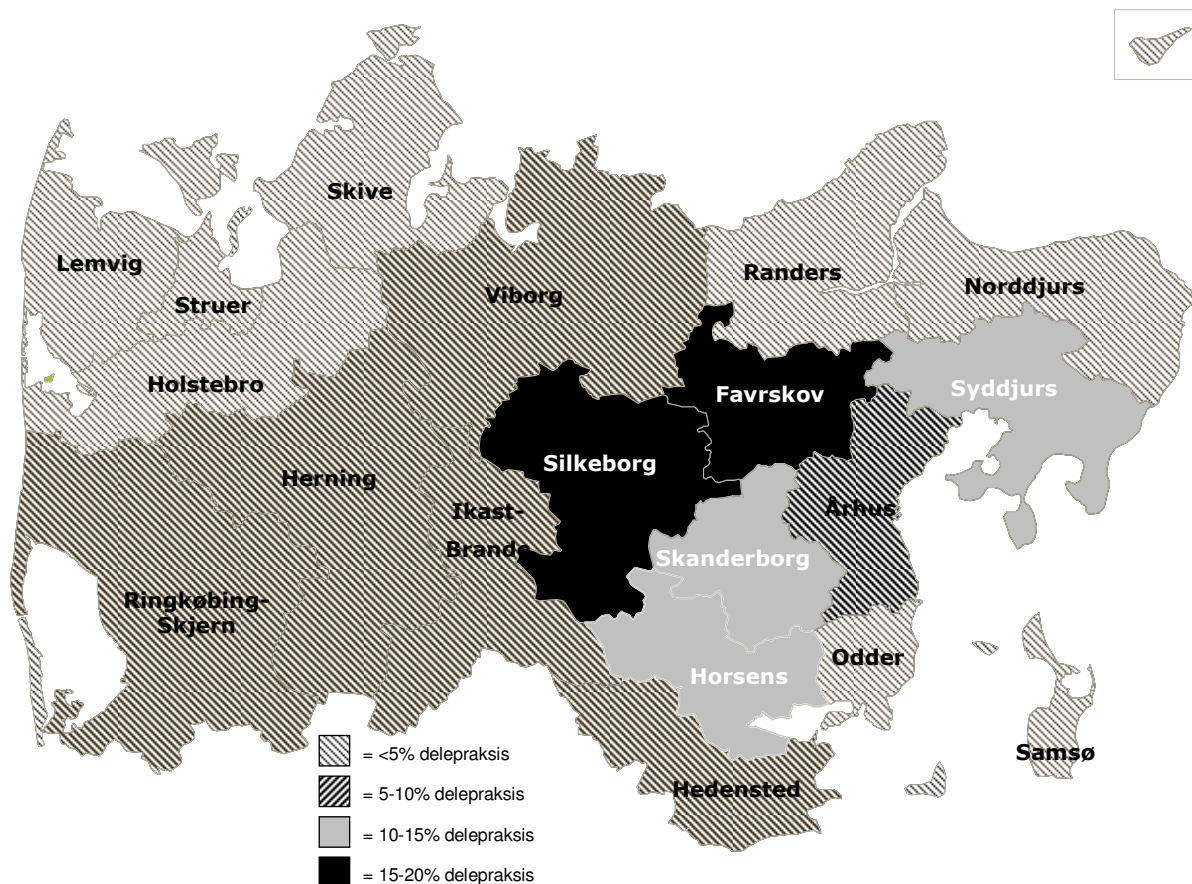 Skive
Lemvig
Struer
Viborg
Randers
Norddjurs
Holstebro
Favrskov
Syddjurs
Silkeborg
Herning
Ikast-
Brande
Århus
Skanderborg
Ringkøbing-
Skjern
Odder
Horsens
Samsø
Hedensted
= <5% delepraksis
= 5-10% delepraksis
= 10-15% delepraksis
= 15-20% delepraksis